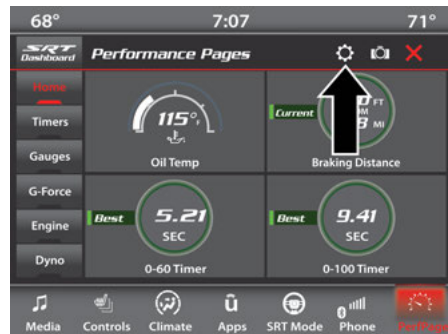 68° 7:07 71°
SRT Dashboard Performance Pages
Home
Timers
Gauges
G-Force
Engine
Dyno
115°F
Oil Temp
Current
FT
MI
Braking Distance
Best 5.21 SEC
0-60 Timer
Best 9.41 SEC
0-100 Timer
Media Controls Climate Apps SRT Mode Phone Perf Page